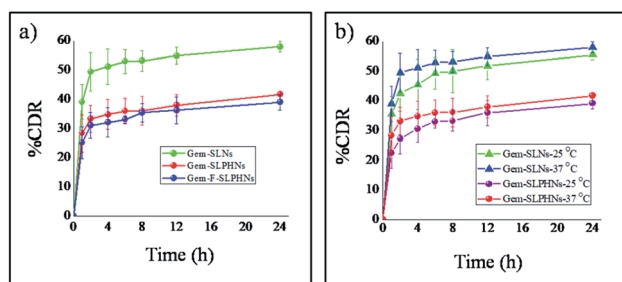 a)
60
50
40
30
20
10
0
%CDR
Gem-SLNs
Gem-SLPHNs
Gem-F-SLPHNs
0 4 8 12 16 20 24
Time (h)
b)
60
50
40
30
20
10
0
%CDR
Gem-SLNs-25 °C
Gem-SLNs-37 °C
Gem-SLPHNs-25 °C
Gem-SLPHNs-37 °C
0 4 8 12 16 20 24
Time (h)